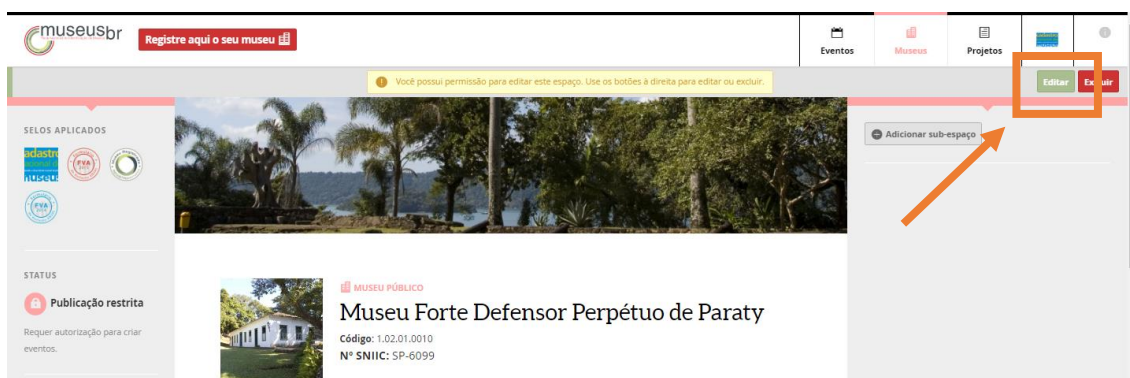 museusbr
Registre aqui o seu museu
Eventos
Museus
Projetos
Você possui permissão para editar este espaço. Use os botões à direita para editar ou excluir.
Editar
Excluir
SELOS APLICADOS
FVA
FVA
Adicionar sub-espaço
STATUS
Publicação restrita
Requer autorização para criar
eventos.
MUSEU PÚBLICO
Museu Forte Defensor Perpétuo de Paraty
Código: 1.02.01.0010
Nº SNIIC: SP-6099